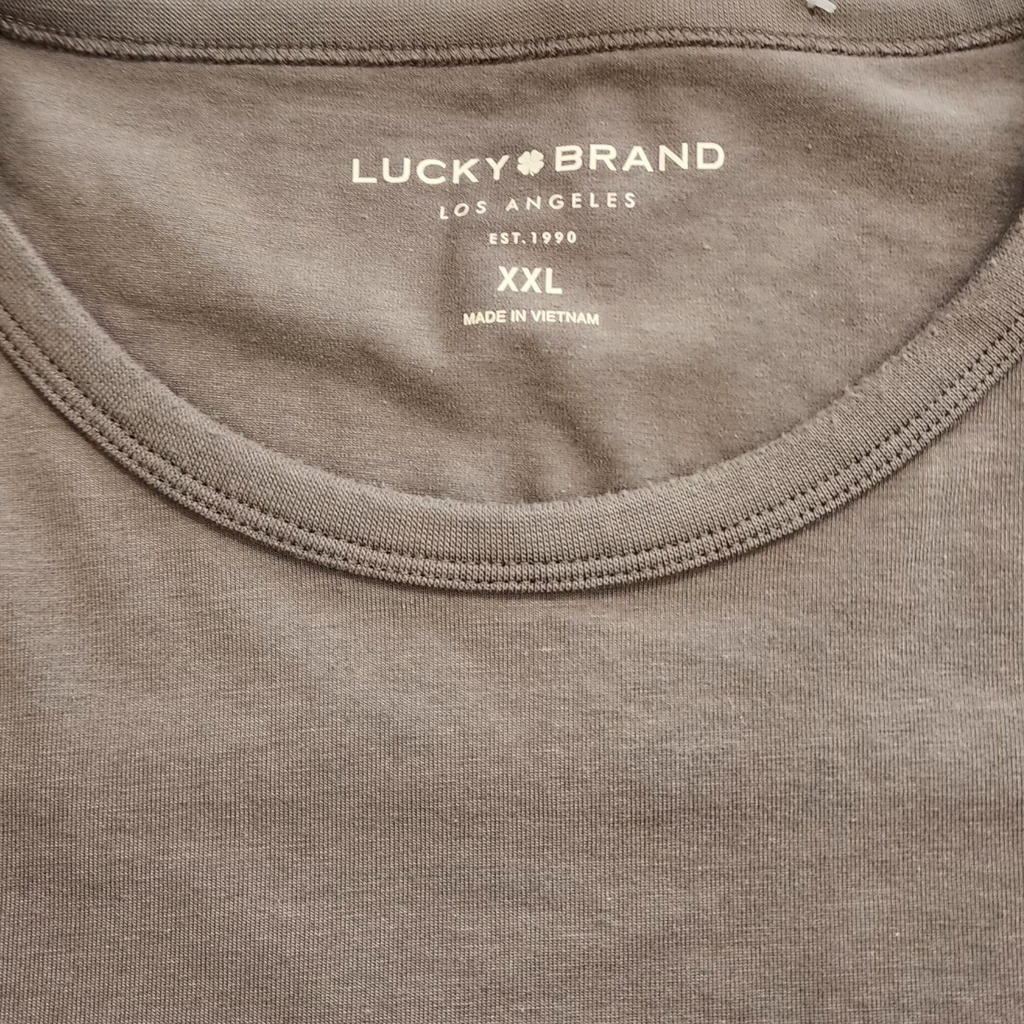 LUCKY BRAND
LOS ANGELES
EST. 1990
XXL
MADE IN VIETNAM